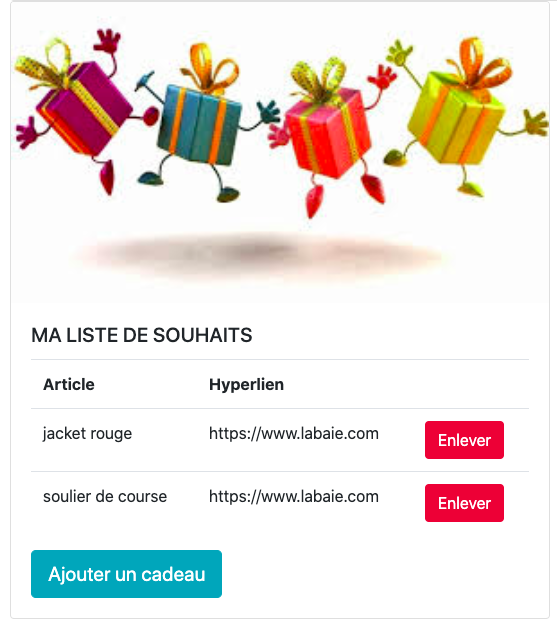 MA LISTE DE SOUHAITS
Article Hyperlien
jacket rouge https://www.labaie.com Enlever
soulier de course https://www.labaie.com Enlever
Ajouter un cadeau